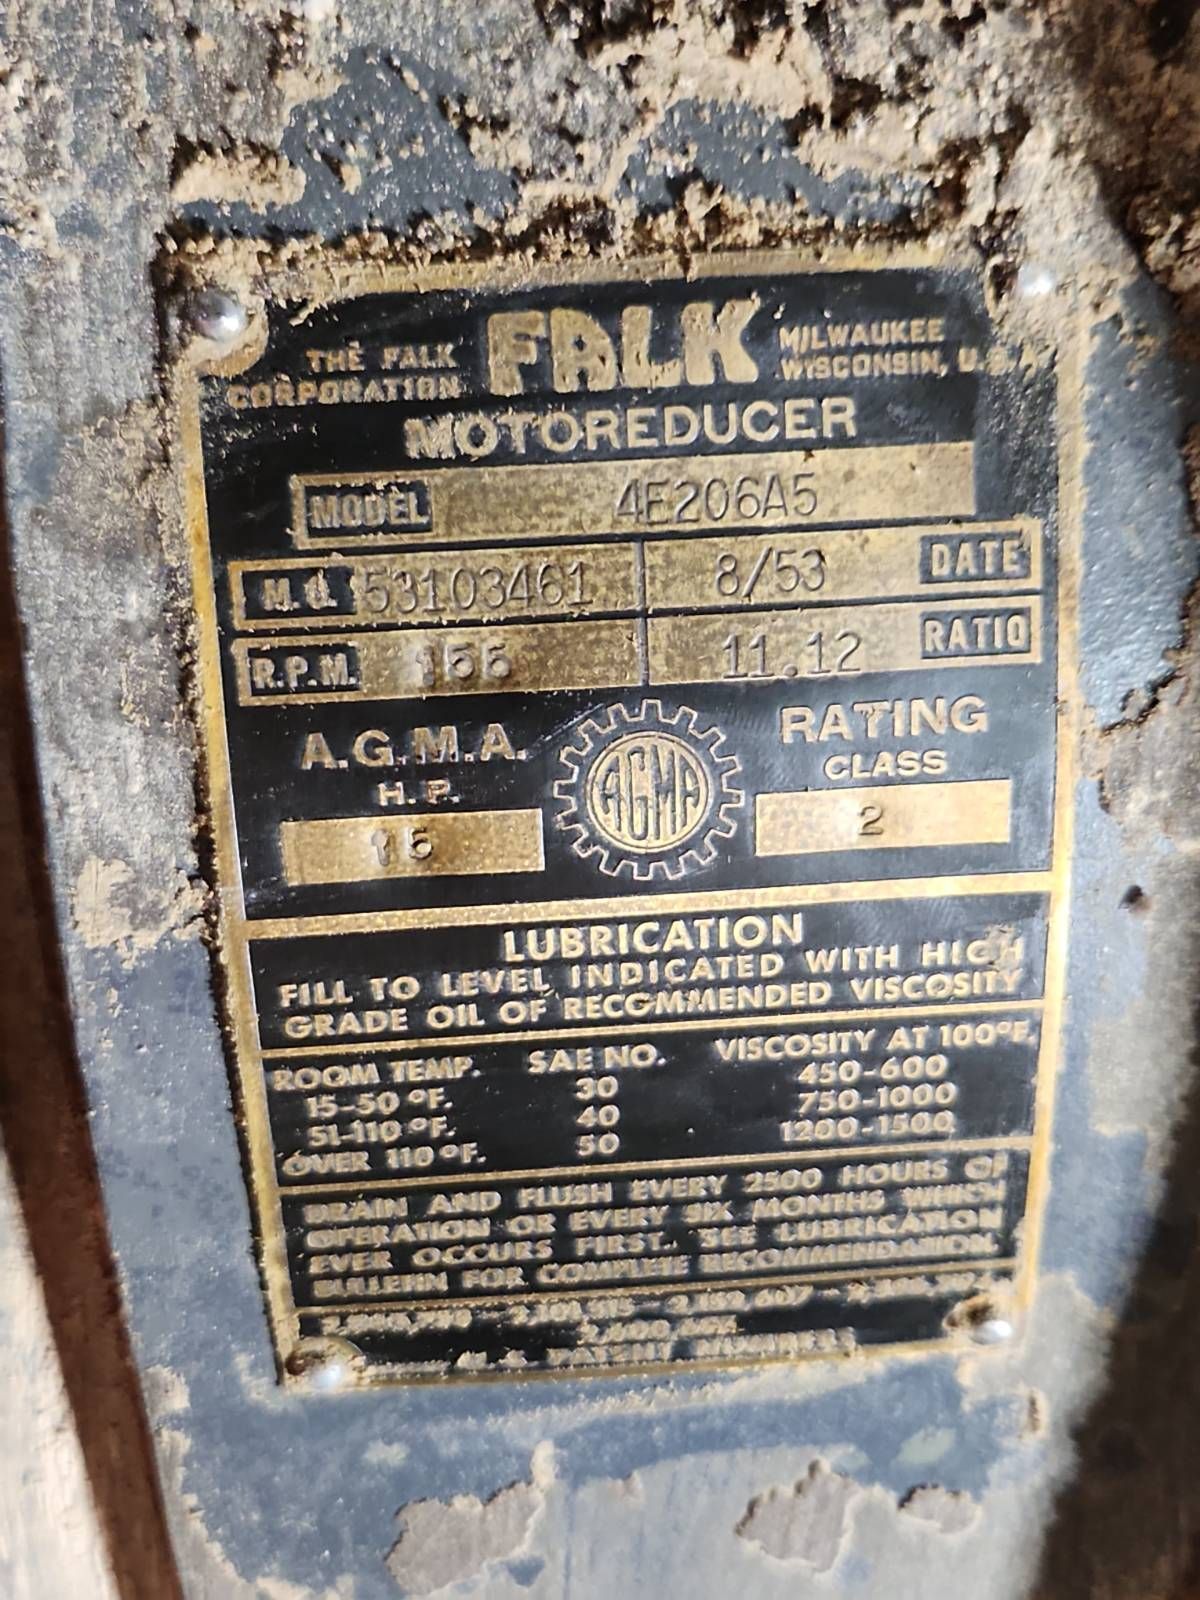 THE FALK CORPORATION FALK MILWAUKEE WISCONSIN, U.S.A.
MOTOREDUCER
MODEL 4E206A5
M.O. 53103461 8/53 DATE
R.P.M. 155 11.12 RATIO
A.G.M.A. RATING
H.P. AGMA CLASS
15 2
LUBRICATION
FILL TO LEVEL INDICATED WITH HIGH
GRADE OIL OF RECOMMENDED VISCOSITY
ROOM TEMP. SAE NO. VISCOSITY AT 100°F.
15-50 °F. 30 450-600
51-110 °F. 40 750-1000
OVER 110 °F. 50 1200-1500
DRAIN AND FLUSH EVERY 2500 HOURS OF
OPERATION OR EVERY SIX MONTHS WHICH
EVER OCCURS FIRST. SEE LUBRICATION
BULLETIN FOR COMPLETE RECOMMENDATION.
U. S. PATENT NUMBERS